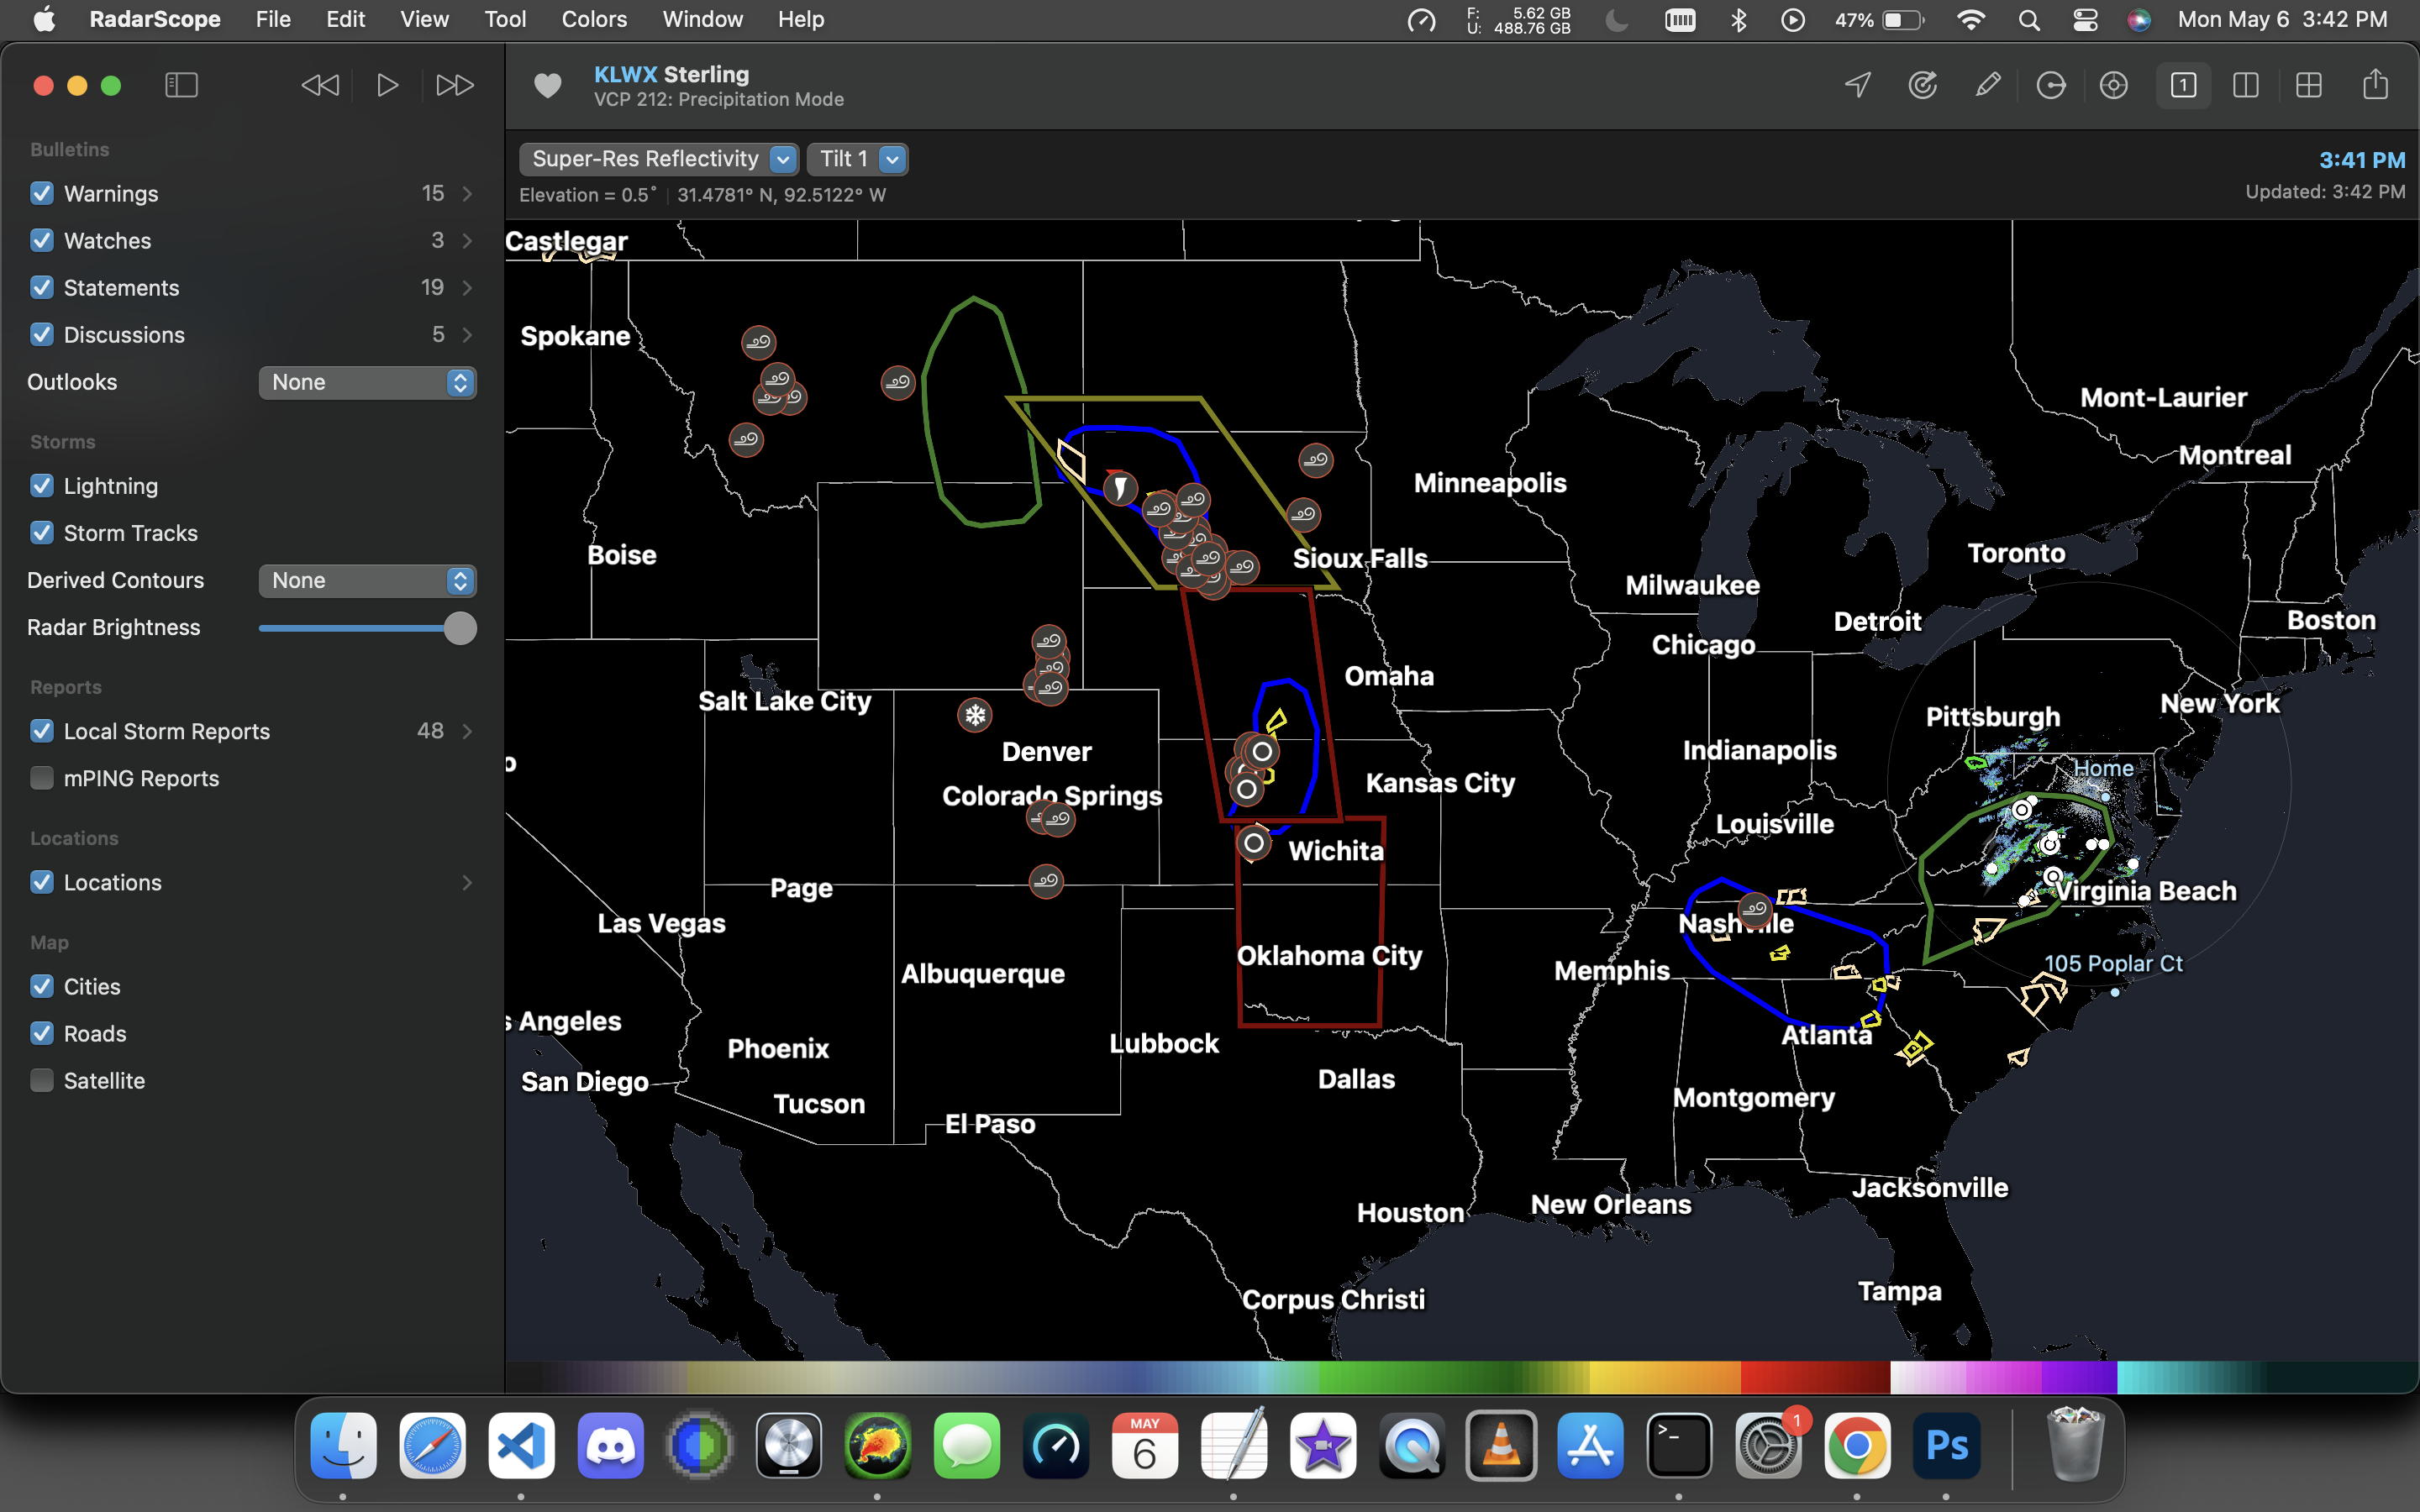 RadarScope File Edit View Tool Colors Window Help
F: 5.62 GB
U: 488.76 GB
47%
Mon May 6 3:42 PM
KLWX Sterling
VCP 212: Precipitation Mode
1
Super-Res Reflectivity
Tilt 1
3:41 PM
Elevation = 0.5° 31.4781° N, 92.5122° W
Updated: 3:42 PM
Bulletins
Warnings 15
Watches 3
Statements 19
Discussions 5
Outlooks None
Storms
Lightning
Storm Tracks
Derived Contours None
Radar Brightness
Reports
Local Storm Reports 48
mPING Reports
Locations
Locations
Map
Cities
Roads
Satellite
Castlegar
Spokane
Mont-Laurier
Montreal
Minneapolis
Boise
Sioux Falls
Toronto
Milwaukee
Detroit
Boston
Chicago
Omaha
Salt Lake City
New York
Pittsburgh
Denver
Indianapolis
Home
Colorado Springs
Kansas City
Louisville
Wichita
Page
Virginia Beach
Las Vegas
Nashville
Oklahoma City
105 Poplar Ct
Albuquerque
Memphis
s Angeles
Atlanta
Phoenix
Lubbock
San Diego
Dallas
Tucson
Montgomery
El Paso
Jacksonville
New Orleans
Houston
Tampa
Corpus Christi
MAY
6
>_
1
Ps